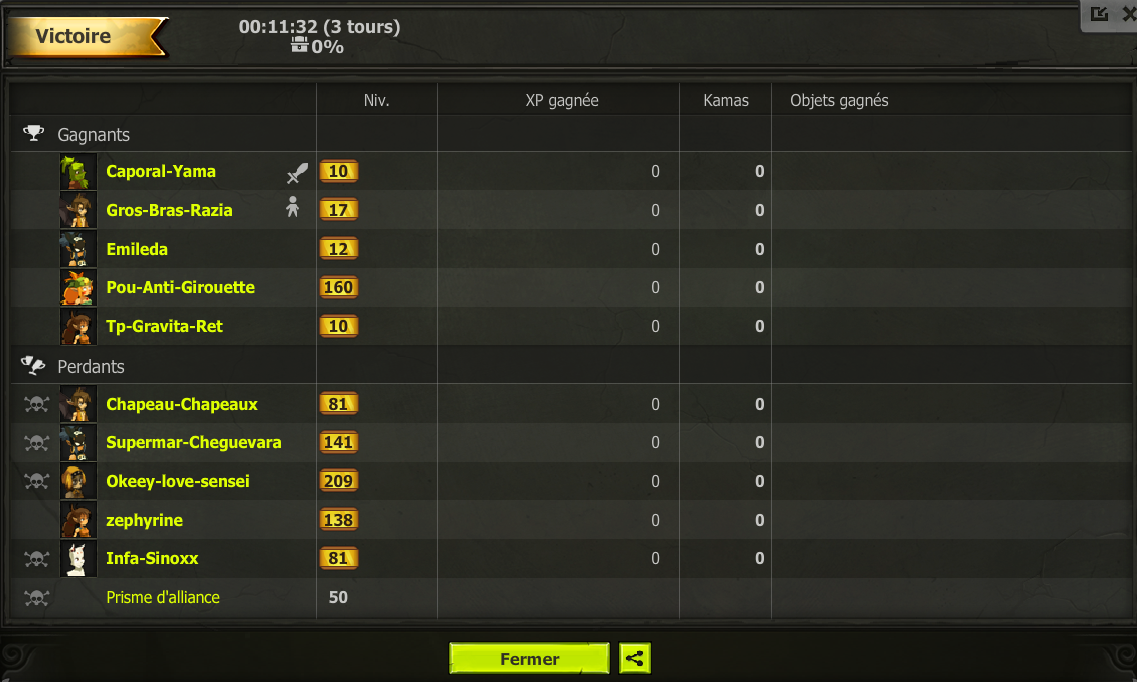 Victoire
00:11:32 (3 tours)
0%
Niv. XP gagnée Kamas Objets gagnés
Gagnants
Caporal-Yama 10 0 0
Gros-Bras-Razia 17 0 0
Emileda 12 0 0
Pou-Anti-Girouette 160 0 0
Tp-Gravita-Ret 10 0 0
Perdants
Chapeau-Chapeaux 81 0 0
Supermar-Cheguevara 141 0 0
Okeey-love-sensei 209 0 0
zephyrine 138 0 0
Infa-Sinoxx 81 0 0
Prisme d'alliance 50
Fermer